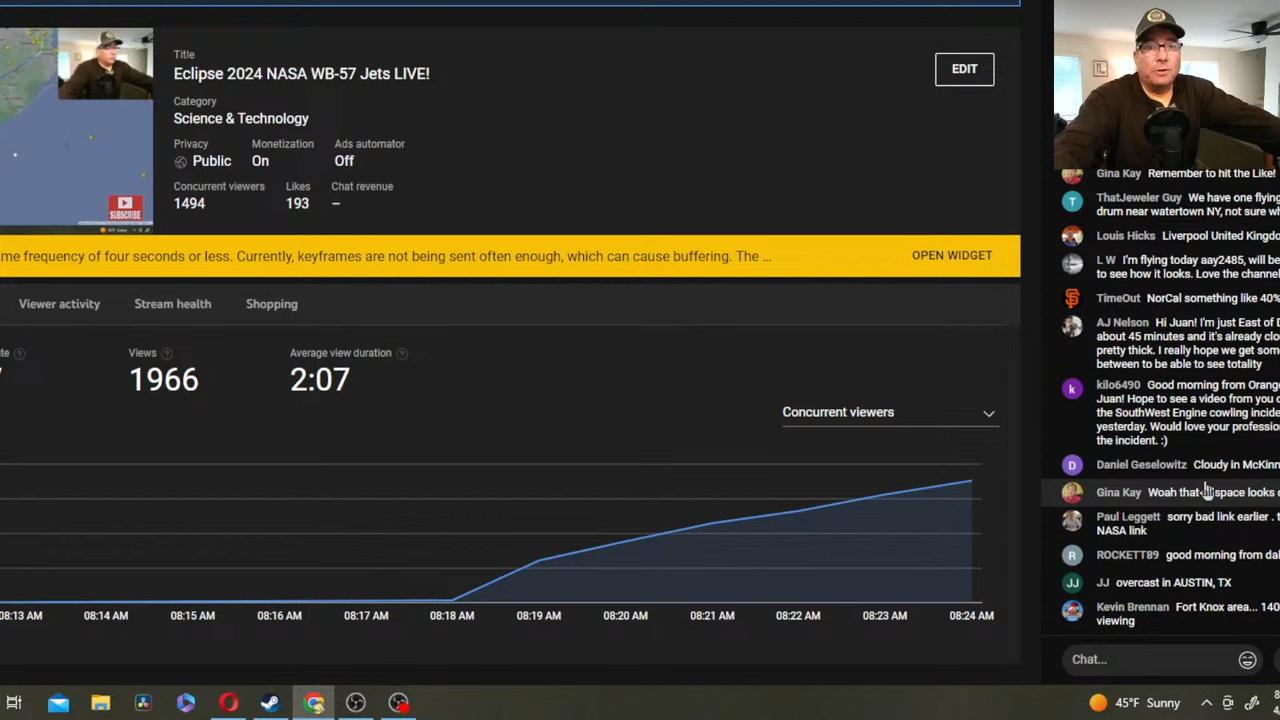 Title
Eclipse 2024 NASA WB-57 Jets LIVE!
EDIT
Category
Science & Technology
Privacy Monetization Ads automator
Public On Off
Concurrent viewers Likes Chat revenue
1494 193 –
SUBSCRIBE
me frequency of four seconds or less. Currently, keyframes are not being sent often enough, which can cause buffering. The ...
OPEN WIDGET
Viewer activity Stream health Shopping
Views Average view duration
1966 2:07
Concurrent viewers
08:13 AM 08:14 AM 08:15 AM 08:16 AM 08:17 AM 08:18 AM 08:19 AM 08:20 AM 08:21 AM 08:22 AM 08:23 AM 08:24 AM
Gina Kay Remember to hit the Like!
T ThatJeweler Guy We have one flying
drum near watertown NY, not sure
Louis Hicks Liverpool United
L W I'm flying today aay2485, will be
to see how it looks. Love the channel
TimeOut NorCal something like 40%
AJ Nelson Hi Juan! I'm just East of
about 45 minutes and it's already
pretty thick. I really hope we get
between to be able to see totality
k kilo6490 Good morning from
Juan! Hope to see a video from you
the SouthWest Engine cowling
yesterday. Would love your
the incident. :)
D Daniel Geselowitz Cloudy in
Gina Kay Woah that airspace looks
Paul Leggett sorry bad link earlier .
NASA link
R ROCKETT89 good morning from
JJ JJ overcast in AUSTIN, TX
Kevin Brennan Fort Knox area... 140
viewing
Chat...
45°F Sunny